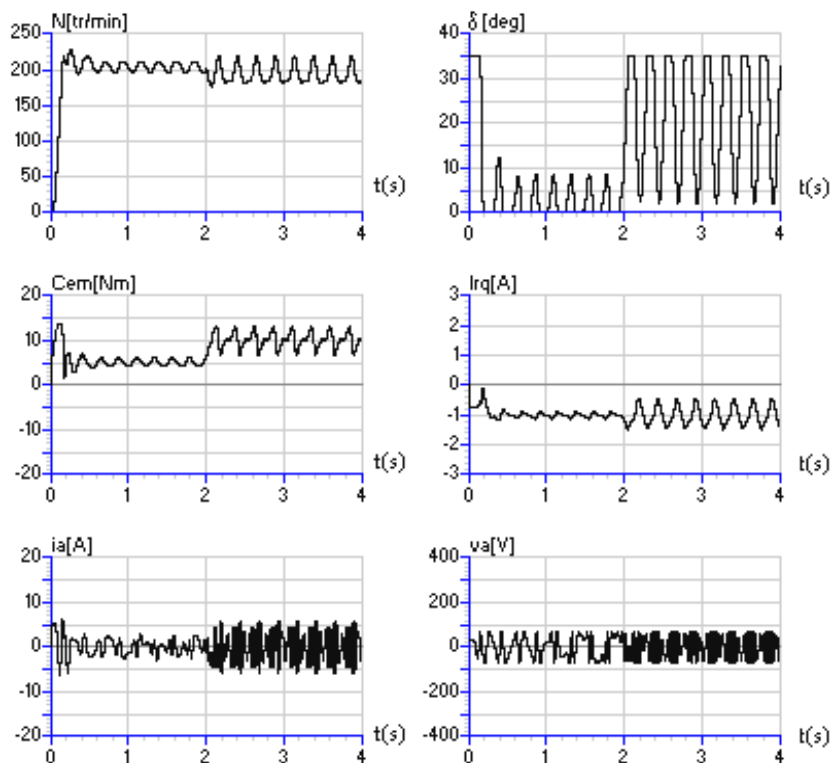 N[tr/min]
250
200
150
100
50
0
0 1 2 3 4
t(s)
δ[deg]
40
30
20
10
0
0 1 2 3 4
t(s)
Cem[Nm]
20
10
0
-10
-20
0 1 2 3 4
t(s)
Irq[A]
3
2
1
0
-1
-2
-3
0 1 2 3 4
t(s)
ia[A]
20
10
0
-10
-20
0 1 2 3 4
t(s)
va[V]
400
200
0
-200
-400
0 1 2 3 4
t(s)